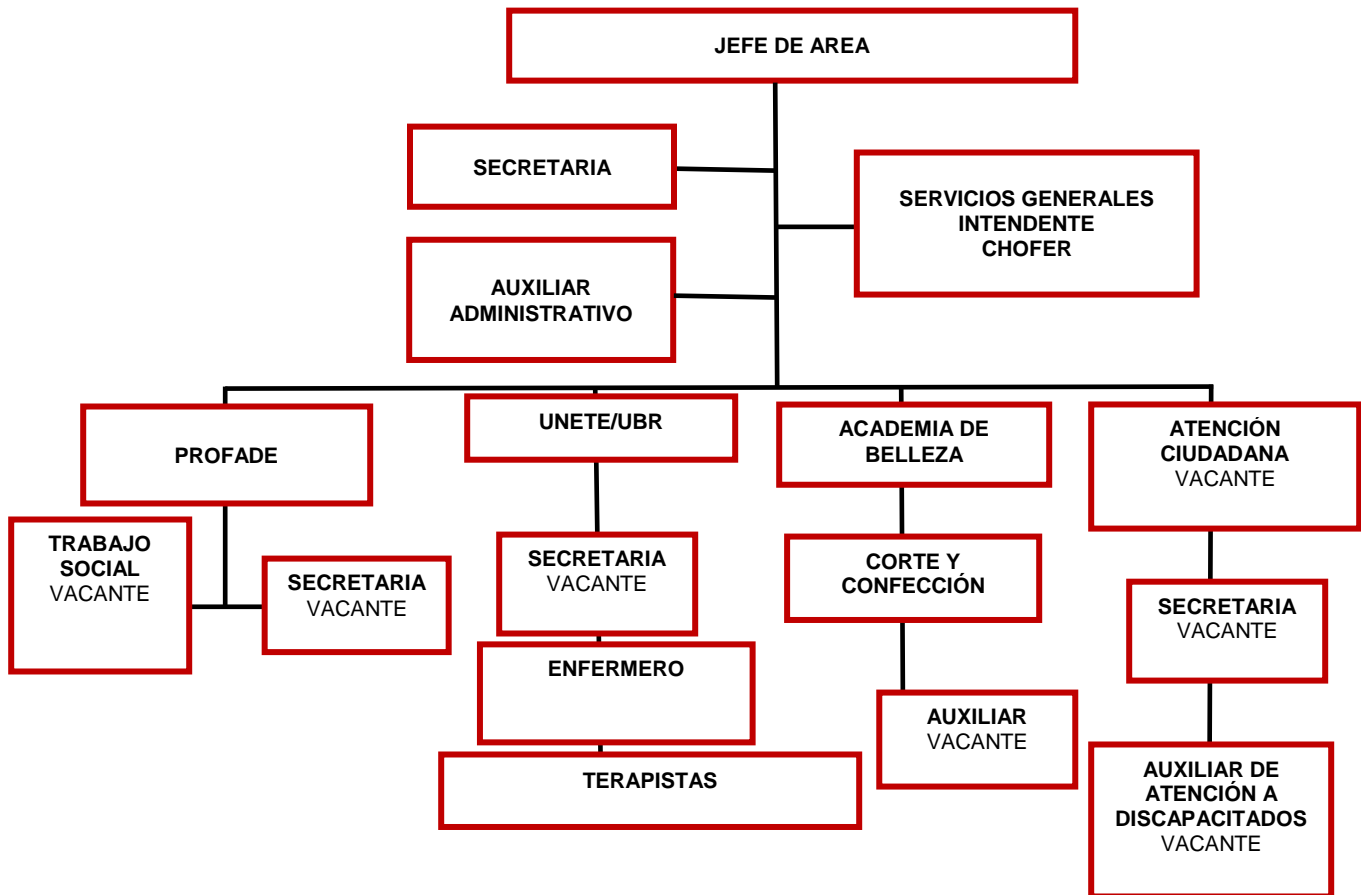 JEFE DE AREA
SECRETARIA
SERVICIOS GENERALES
INTENDENTE
CHOFER
AUXILIAR
ADMINISTRATIVO
PROFADE
UNETE/UBR
ACADEMIA DE
BELLEZA
ATENCIÓN
CIUDADANA
VACANTE
TRABAJO
SOCIAL
VACANTE
SECRETARIA
VACANTE
SECRETARIA
VACANTE
CORTE Y
CONFECCIÓN
SECRETARIA
VACANTE
ENFERMERO
AUXILIAR
VACANTE
TERAPISTAS
AUXILIAR DE
ATENCIÓN A
DISCAPACITADOS
VACANTE